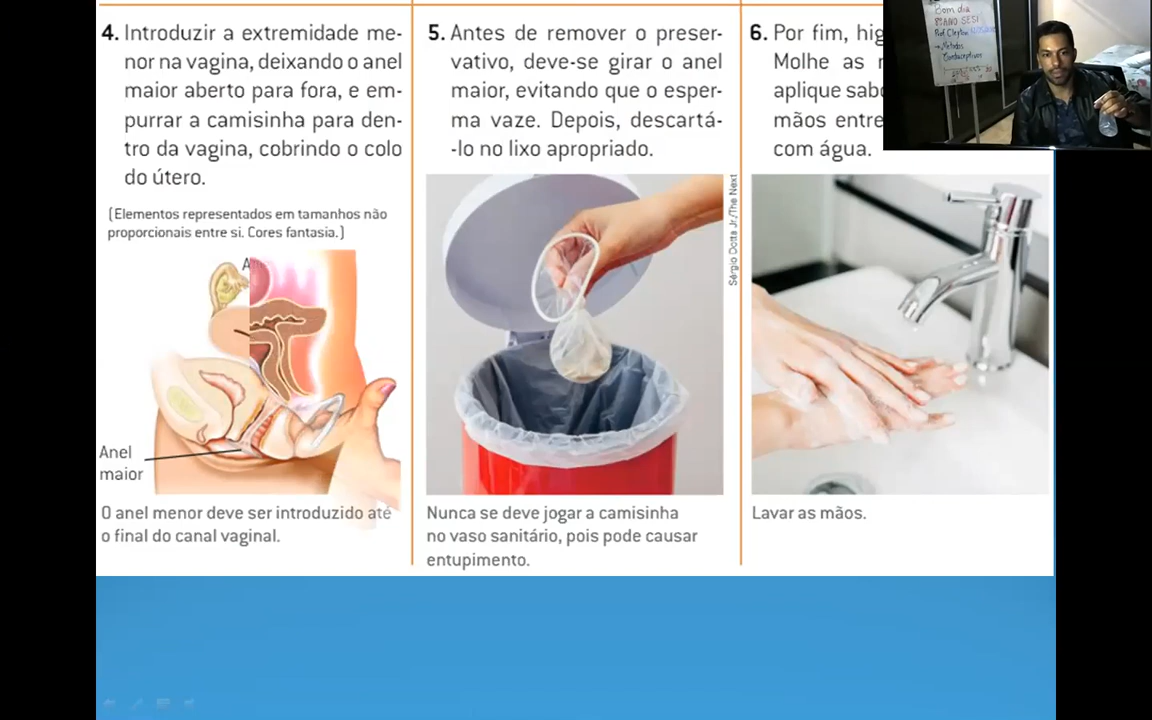 4. Introduzir a extremidade me-
nor na vagina, deixando o anel
maior aberto para fora, e em-
purrar a camisinha para den-
tro da vagina, cobrindo o colo
do útero.
(Elementos representados em tamanhos não
proporcionais entre si. Cores fantasia.)
Anel
maior
O anel menor deve ser introduzido até
o final do canal vaginal.
5. Antes de remover o preser-
vativo, deve-se girar o anel
maior, evitando que o esper-
ma vaze. Depois, descartá-
-lo no lixo apropriado.
Sérgio Dotta Jr./The Next
Nunca se deve jogar a camisinha
no vaso sanitário, pois pode causar
entupimento.
6. Por fim, hig
Molhe as
aplique sab
mãos entre
com água.
Lavar as mãos.
Bom dia
8º ANO SESI
Métodos
Contraceptivos